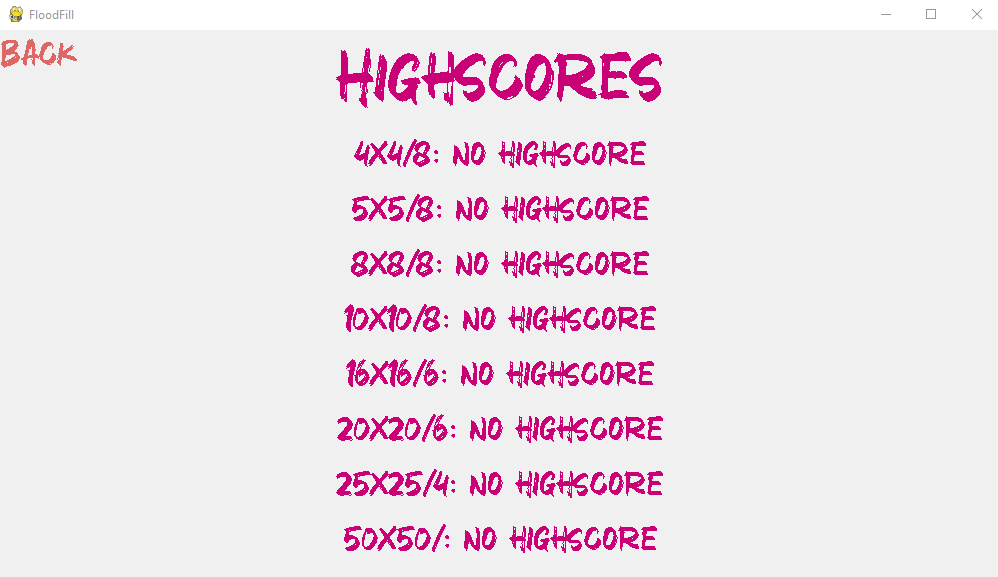 FloodFill
BACK
HIGHSCORES
4X4/8: NO HIGHSCORE
5X5/8: NO HIGHSCORE
8X8/8: NO HIGHSCORE
10X10/8: NO HIGHSCORE
16X16/6: NO HIGHSCORE
20X20/6: NO HIGHSCORE
25X25/4: NO HIGHSCORE
50X50/: NO HIGHSCORE